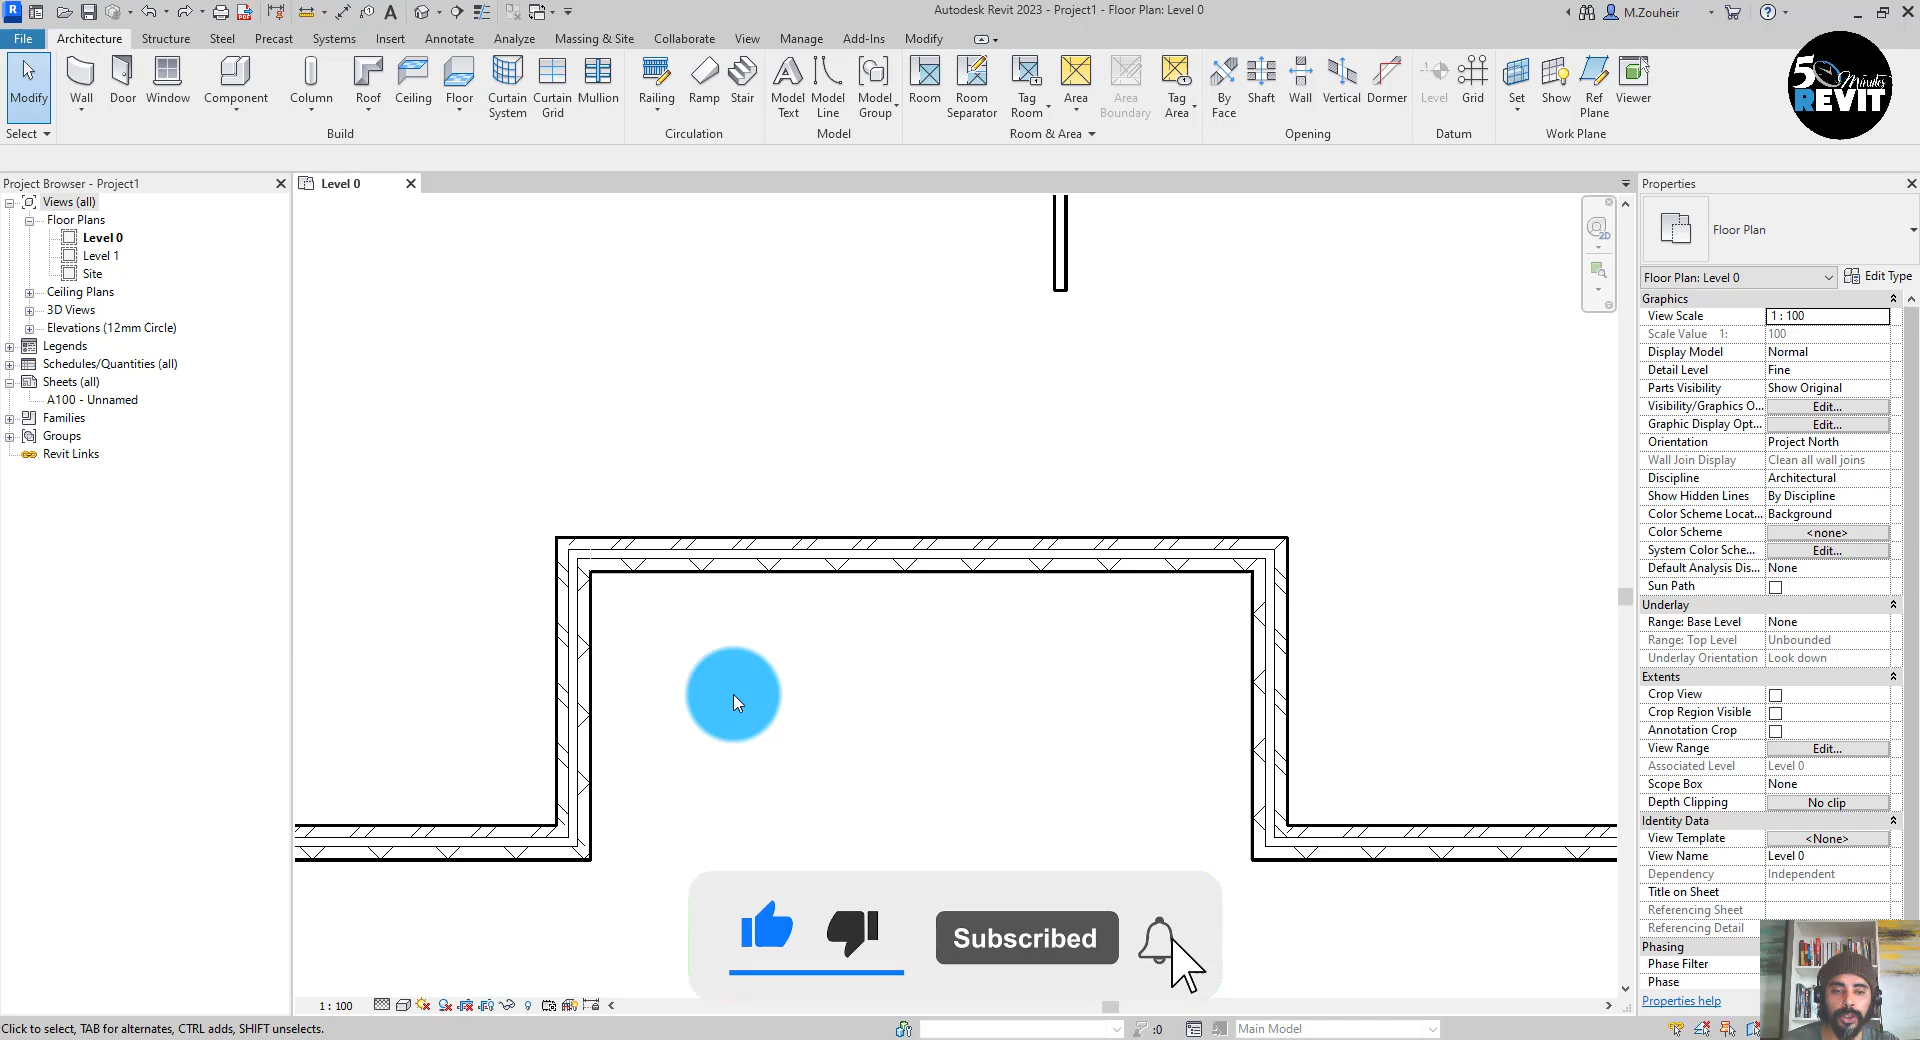 Autodesk Revit 2023 - Project1 - Floor Plan: Level 0
M.Zouheir
File Architecture Structure Steel Precast Systems Insert Annotate Analyze Massing & Site Collaborate View Manage Add-Ins Modify
Modify Wall Door Window Component Column Roof Ceiling Floor Curtain System Curtain Grid Mullion Railing Ramp Stair Model Text Model Line Model Group Room Room Separator Tag Room Area Area Boundary Tag Area By Face Shaft Wall Vertical Dormer Level Grid Set Show Ref Plane Viewer
Select Build Circulation Model Room & Area Opening Datum Work Plane
5 Minutes
REVIT
Project Browser - Project1
Views (all)
Floor Plans
Level 0
Level 1
Site
Ceiling Plans
3D Views
Elevations (12mm Circle)
Legends
Schedules/Quantities (all)
Sheets (all)
A100 - Unnamed
Families
Groups
Revit Links
Level 0
2D
Subscribed
Properties
Floor Plan
Floor Plan: Level 0 Edit Type
Graphics
View Scale 1 : 100
Scale Value 1: 100
Display Model Normal
Detail Level Fine
Parts Visibility Show Original
Visibility/Graphics O... Edit...
Graphic Display Opt... Edit...
Orientation Project North
Wall Join Display Clean all wall joins
Discipline Architectural
Show Hidden Lines By Discipline
Color Scheme Locat... Background
Color Scheme <none>
System Color Sche... Edit...
Default Analysis Dis... None
Sun Path
Underlay
Range: Base Level None
Range: Top Level Unbounded
Underlay Orientation Look down
Extents
Crop View
Crop Region Visible
Annotation Crop
View Range Edit...
Associated Level Level 0
Scope Box None
Depth Clipping No clip
Identity Data
View Template <None>
View Name Level 0
Dependency Independent
Title on Sheet
Referencing Sheet
Referencing Detail
Phasing
Phase Filter
Phase
Properties help
1 : 100
Click to select, TAB for alternates, CTRL adds, SHIFT unselects.
:0
Main Model